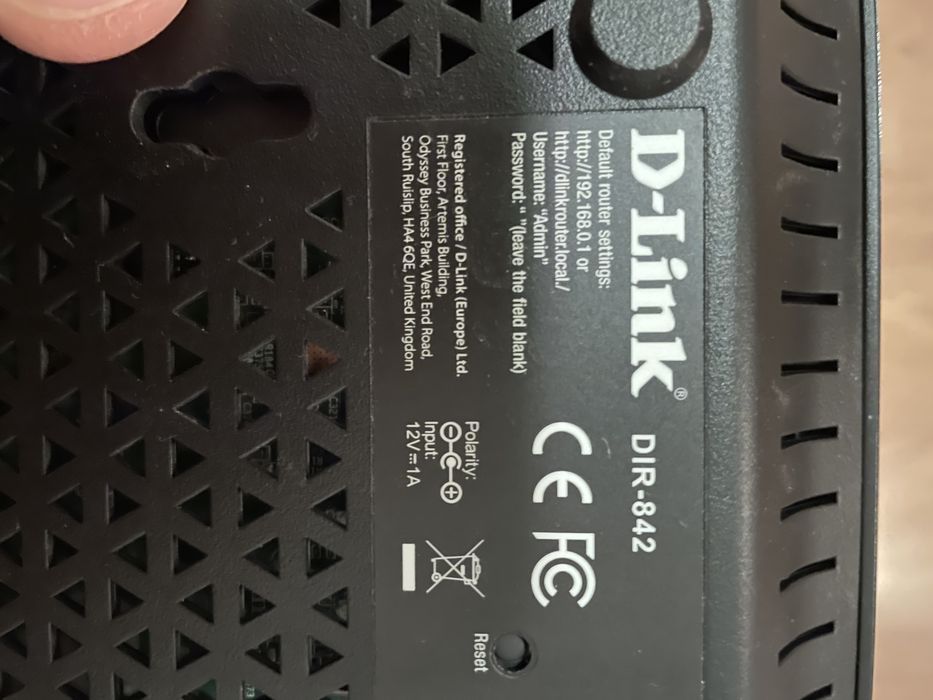 D-Link® DIR-842
Default router settings:
http://192.168.0.1 or
http://dlinkrouter.local./
Username: “Admin”
Password: “ ”(leave the field blank)
CE FC
Registered office / D-Link (Europe) Ltd.
First Floor, Artemis Building,
Odyssey Business Park, West End Road,
South Ruislip, HA4 6QE, United Kingdom
Polarity:
Input:
12V⎓1A
Reset